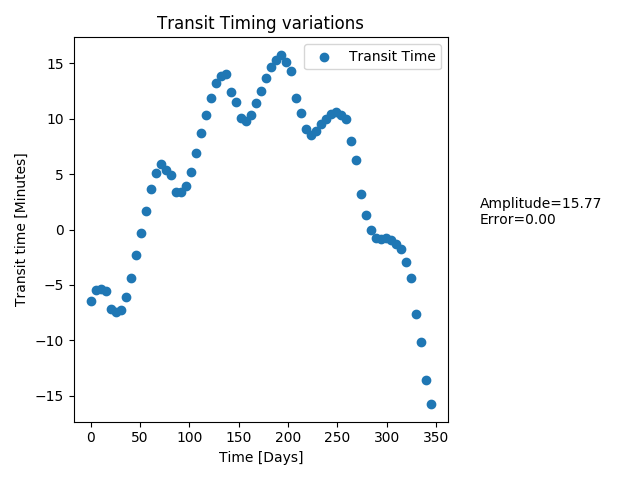 Transit Timing variations
Transit Time
Transit time [Minutes]
15
10
5
0
−5
−10
−15
0 50 100 150 200 250 300 350
Time [Days]
Amplitude=15.77
Error=0.00